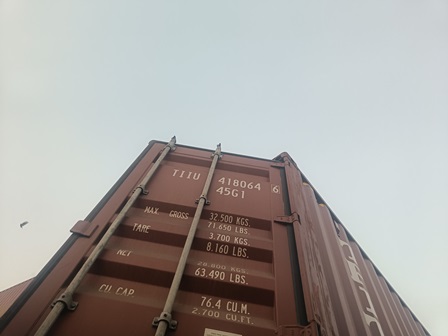 TIIU 418064 6
45G1
MAX. GROSS 32.500 KGS.
71.650 LBS.
TARE 3.700 KGS.
8.160 LBS.
NET 28.800 KGS.
63.490 LBS.
CU.CAP. 76.4 CU.M.
2.700 CU.FT.